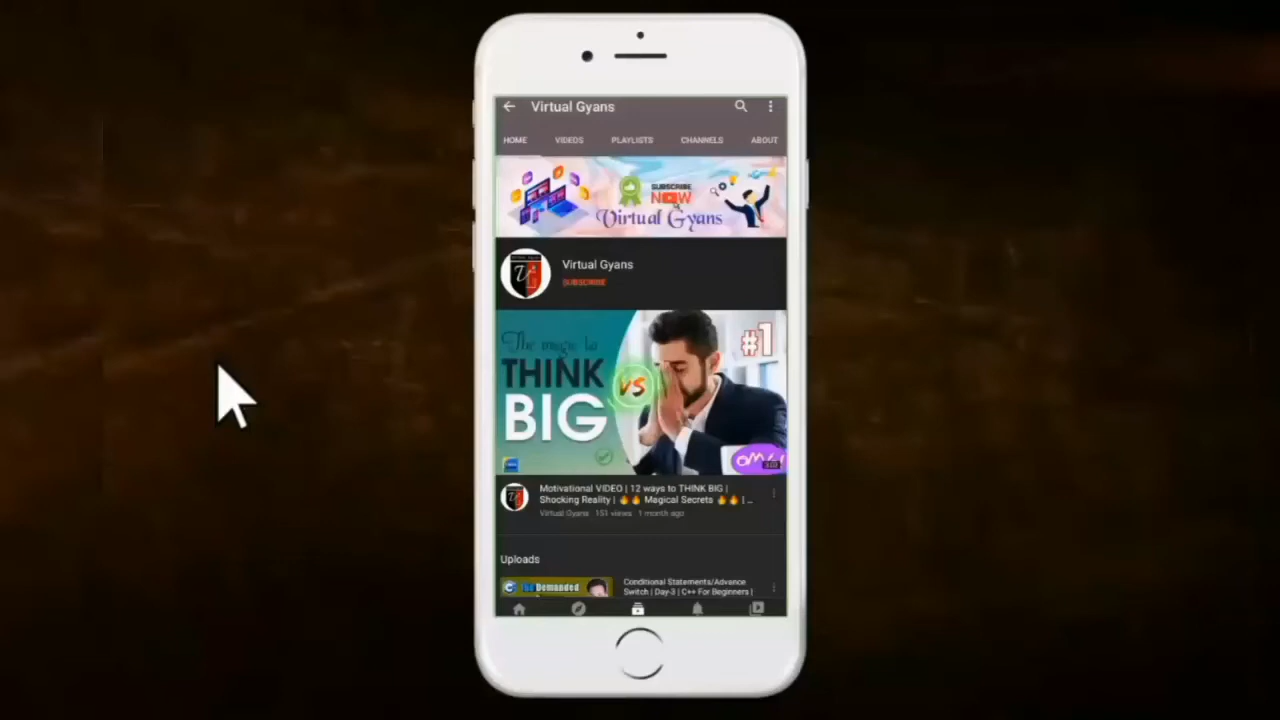 Virtual Gyans
HOME VIDEOS PLAYLISTS CHANNELS ABOUT
SUBSCRIBE
NOW
Virtual Gyans
Virtual Gyans
SUBSCRIBE
The magic to
THINK
BIG
VS
#1
Motivational VIDEO | 12 ways to THINK BIG |
Shocking Reality | 🔥🔥 Magical Secrets 🔥🔥 | ...
Virtual Gyans · 151 views · 1 month ago
Uploads
Demanded
Conditional Statements/Advance
Switch | Day-3 | C++ For Beginners |